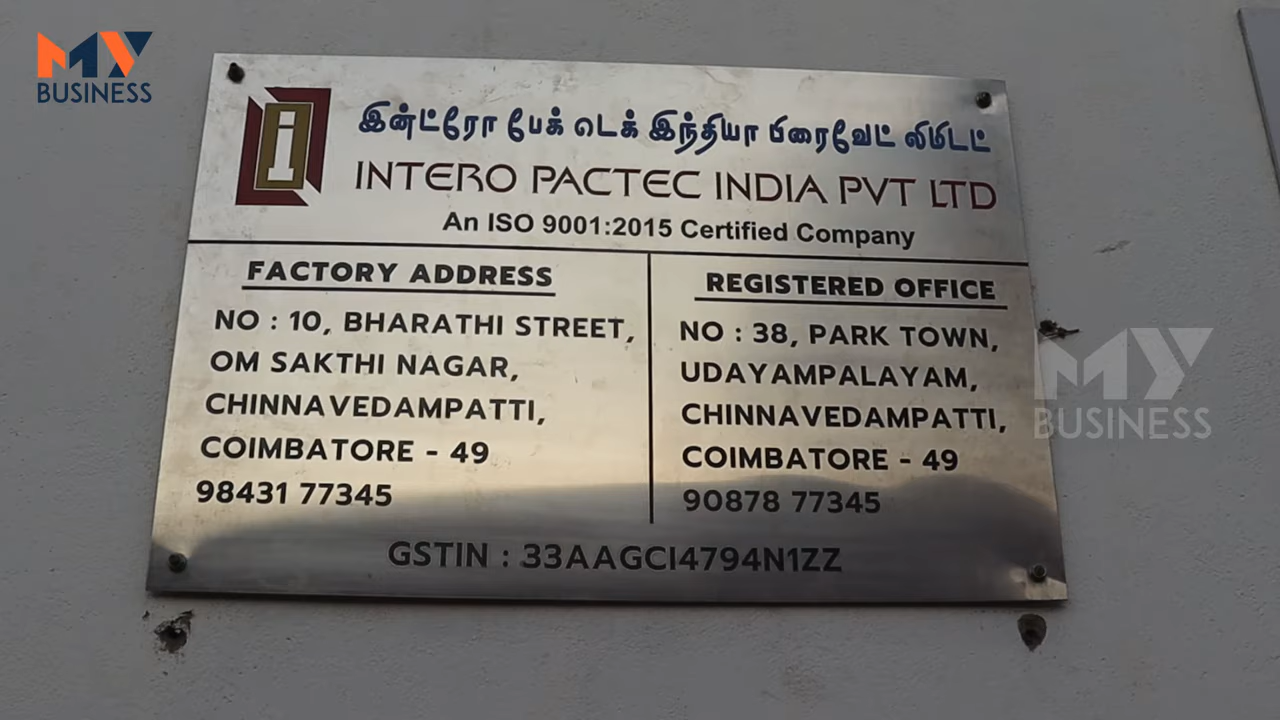 MY
BUSINESS
இன்ட்ரோ பேக் டெக் இந்தியா பிரைவேட் லிமிடட்
INTERO PACTEC INDIA PVT LTD
An ISO 9001:2015 Certified Company
FACTORY ADDRESS
NO : 10, BHARATHI STREET,
OM SAKTHI NAGAR,
CHINNAVEDAMPATTI,
COIMBATORE - 49
98431 77345
REGISTERED OFFICE
NO : 38, PARK TOWN,
UDAYAMPALAYAM,
CHINNAVEDAMPATTI,
COIMBATORE - 49
90878 77345
GSTIN : 33AAGCI4794N1ZZ
MY
BUSINESS